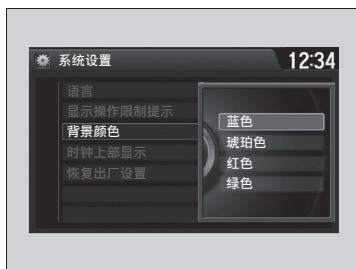 系统设置
12:34
语言
显示操作限制提示
背景颜色
时钟上部显示
恢复出厂设置
蓝色
琥珀色
红色
绿色